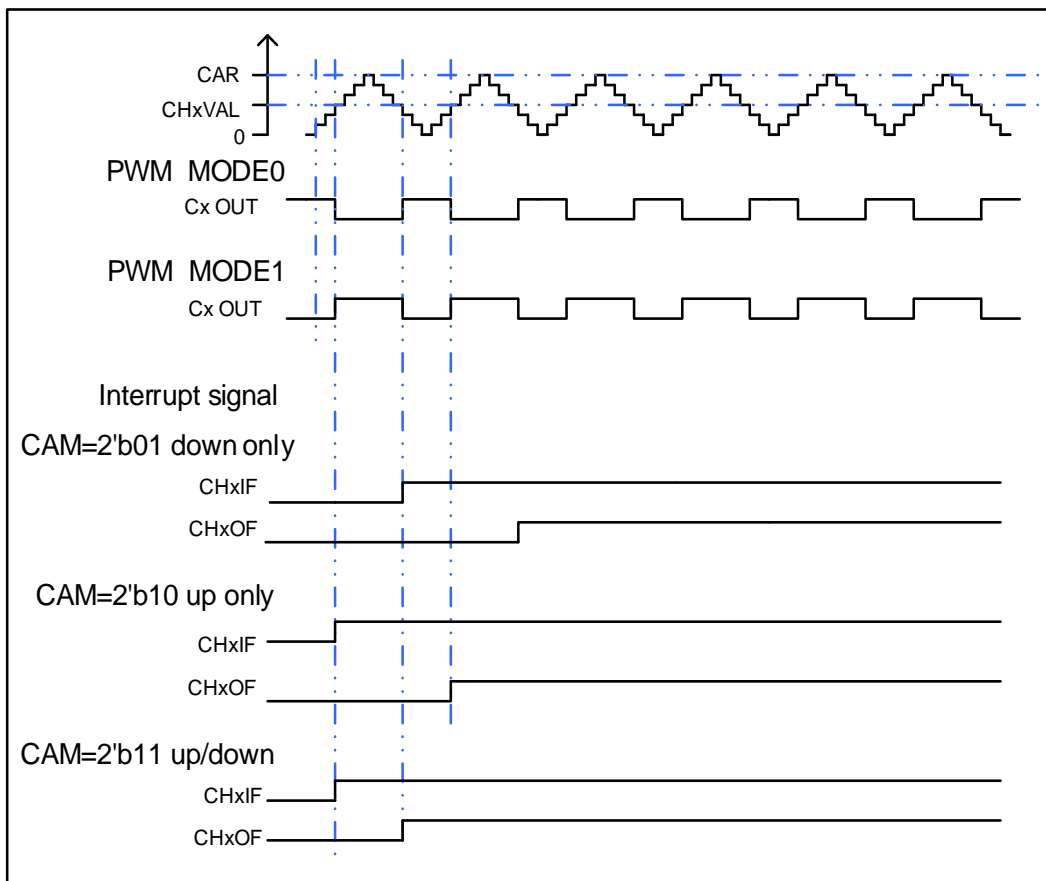 CAR
CHxVAL
0
PWM MODE0
Cx OUT
PWM MODE1
Cx OUT
Interrupt signal
CAM=2'b01 down only
CHxIF
CHxOF
CAM=2'b10 up only
CHxIF
CHxOF
CAM=2'b11 up/down
CHxIF
CHxOF